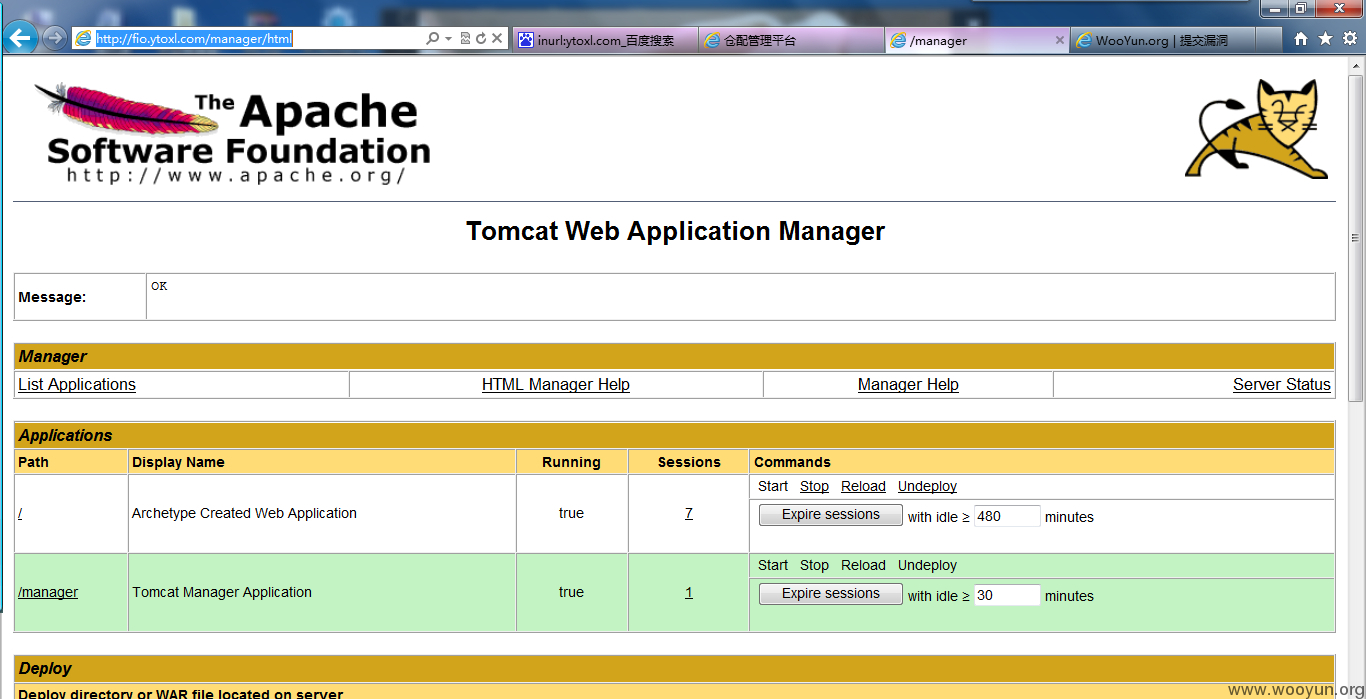 http://fio.ytoxl.com/manager/html
inurl:ytoxl.com_百度搜索
仓配管理平台
/manager
WooYun.org | 提交漏洞
The Apache
Software Foundation
http://www.apache.org/
Tomcat Web Application Manager
Message:
OK
Manager
List Applications
HTML Manager Help
Manager Help
Server Status
Applications
Path
Display Name
Running
Sessions
Commands
/
Archetype Created Web Application
true
7
Start Stop Reload Undeploy
Expire sessions with idle ≥ 480 minutes
/manager
Tomcat Manager Application
true
1
Start Stop Reload Undeploy
Expire sessions with idle ≥ 30 minutes
Deploy
Deploy directory or WAR file located on server
www.wooyun.org